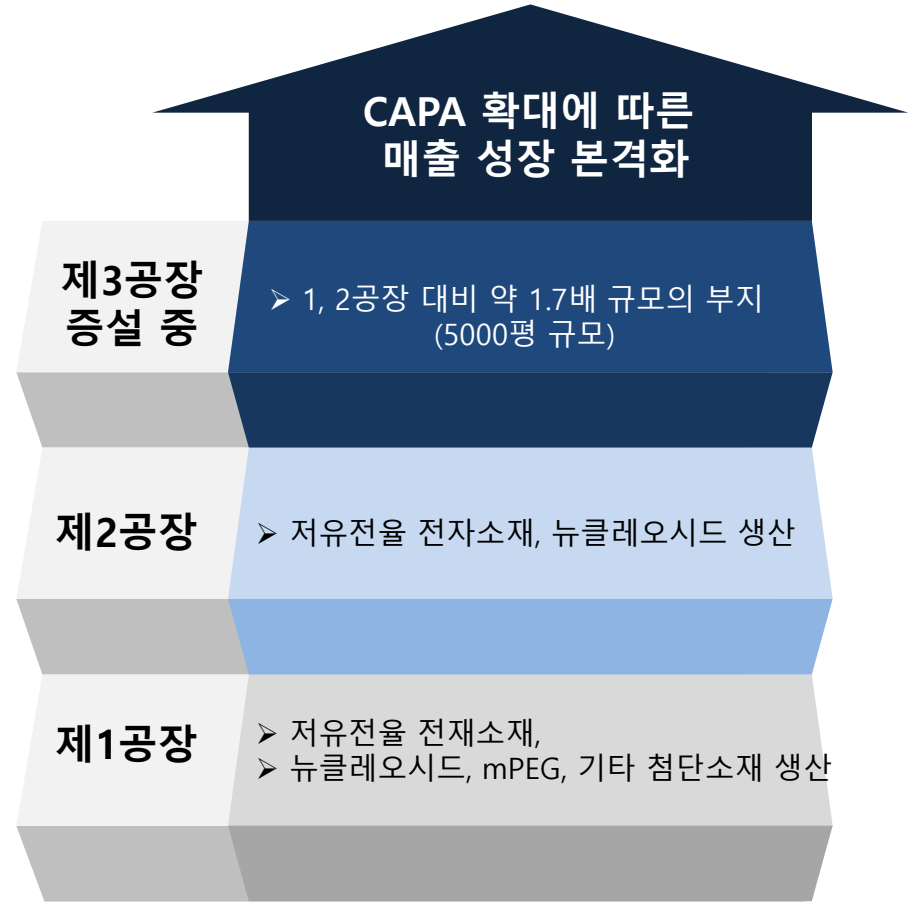 CAPA 확대에 따른
매출 성장 본격화
제3공장
증설 중
➢ 1, 2공장 대비 약 1.7배 규모의 부지
(5000평 규모)
제2공장
➢ 저유전율 전자소재, 뉴클레오시드 생산
제1공장
➢ 저유전율 전재소재,
➢ 뉴클레오시드, mPEG, 기타 첨단소재 생산